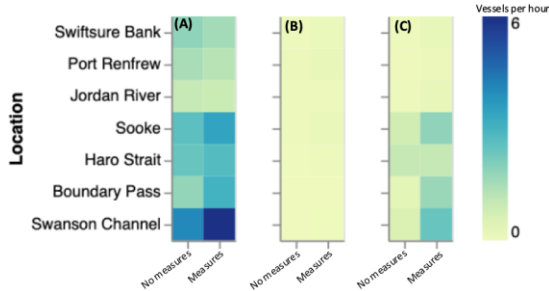 Vessels per hour
(A)
(B)
(C)
6
Swiftsure Bank
Port Renfrew
Jordan River
Sooke
Haro Strait
Boundary Pass
Swanson Channel
0
Location
No measures
Measures
No measures
Measures
No measures
Measures